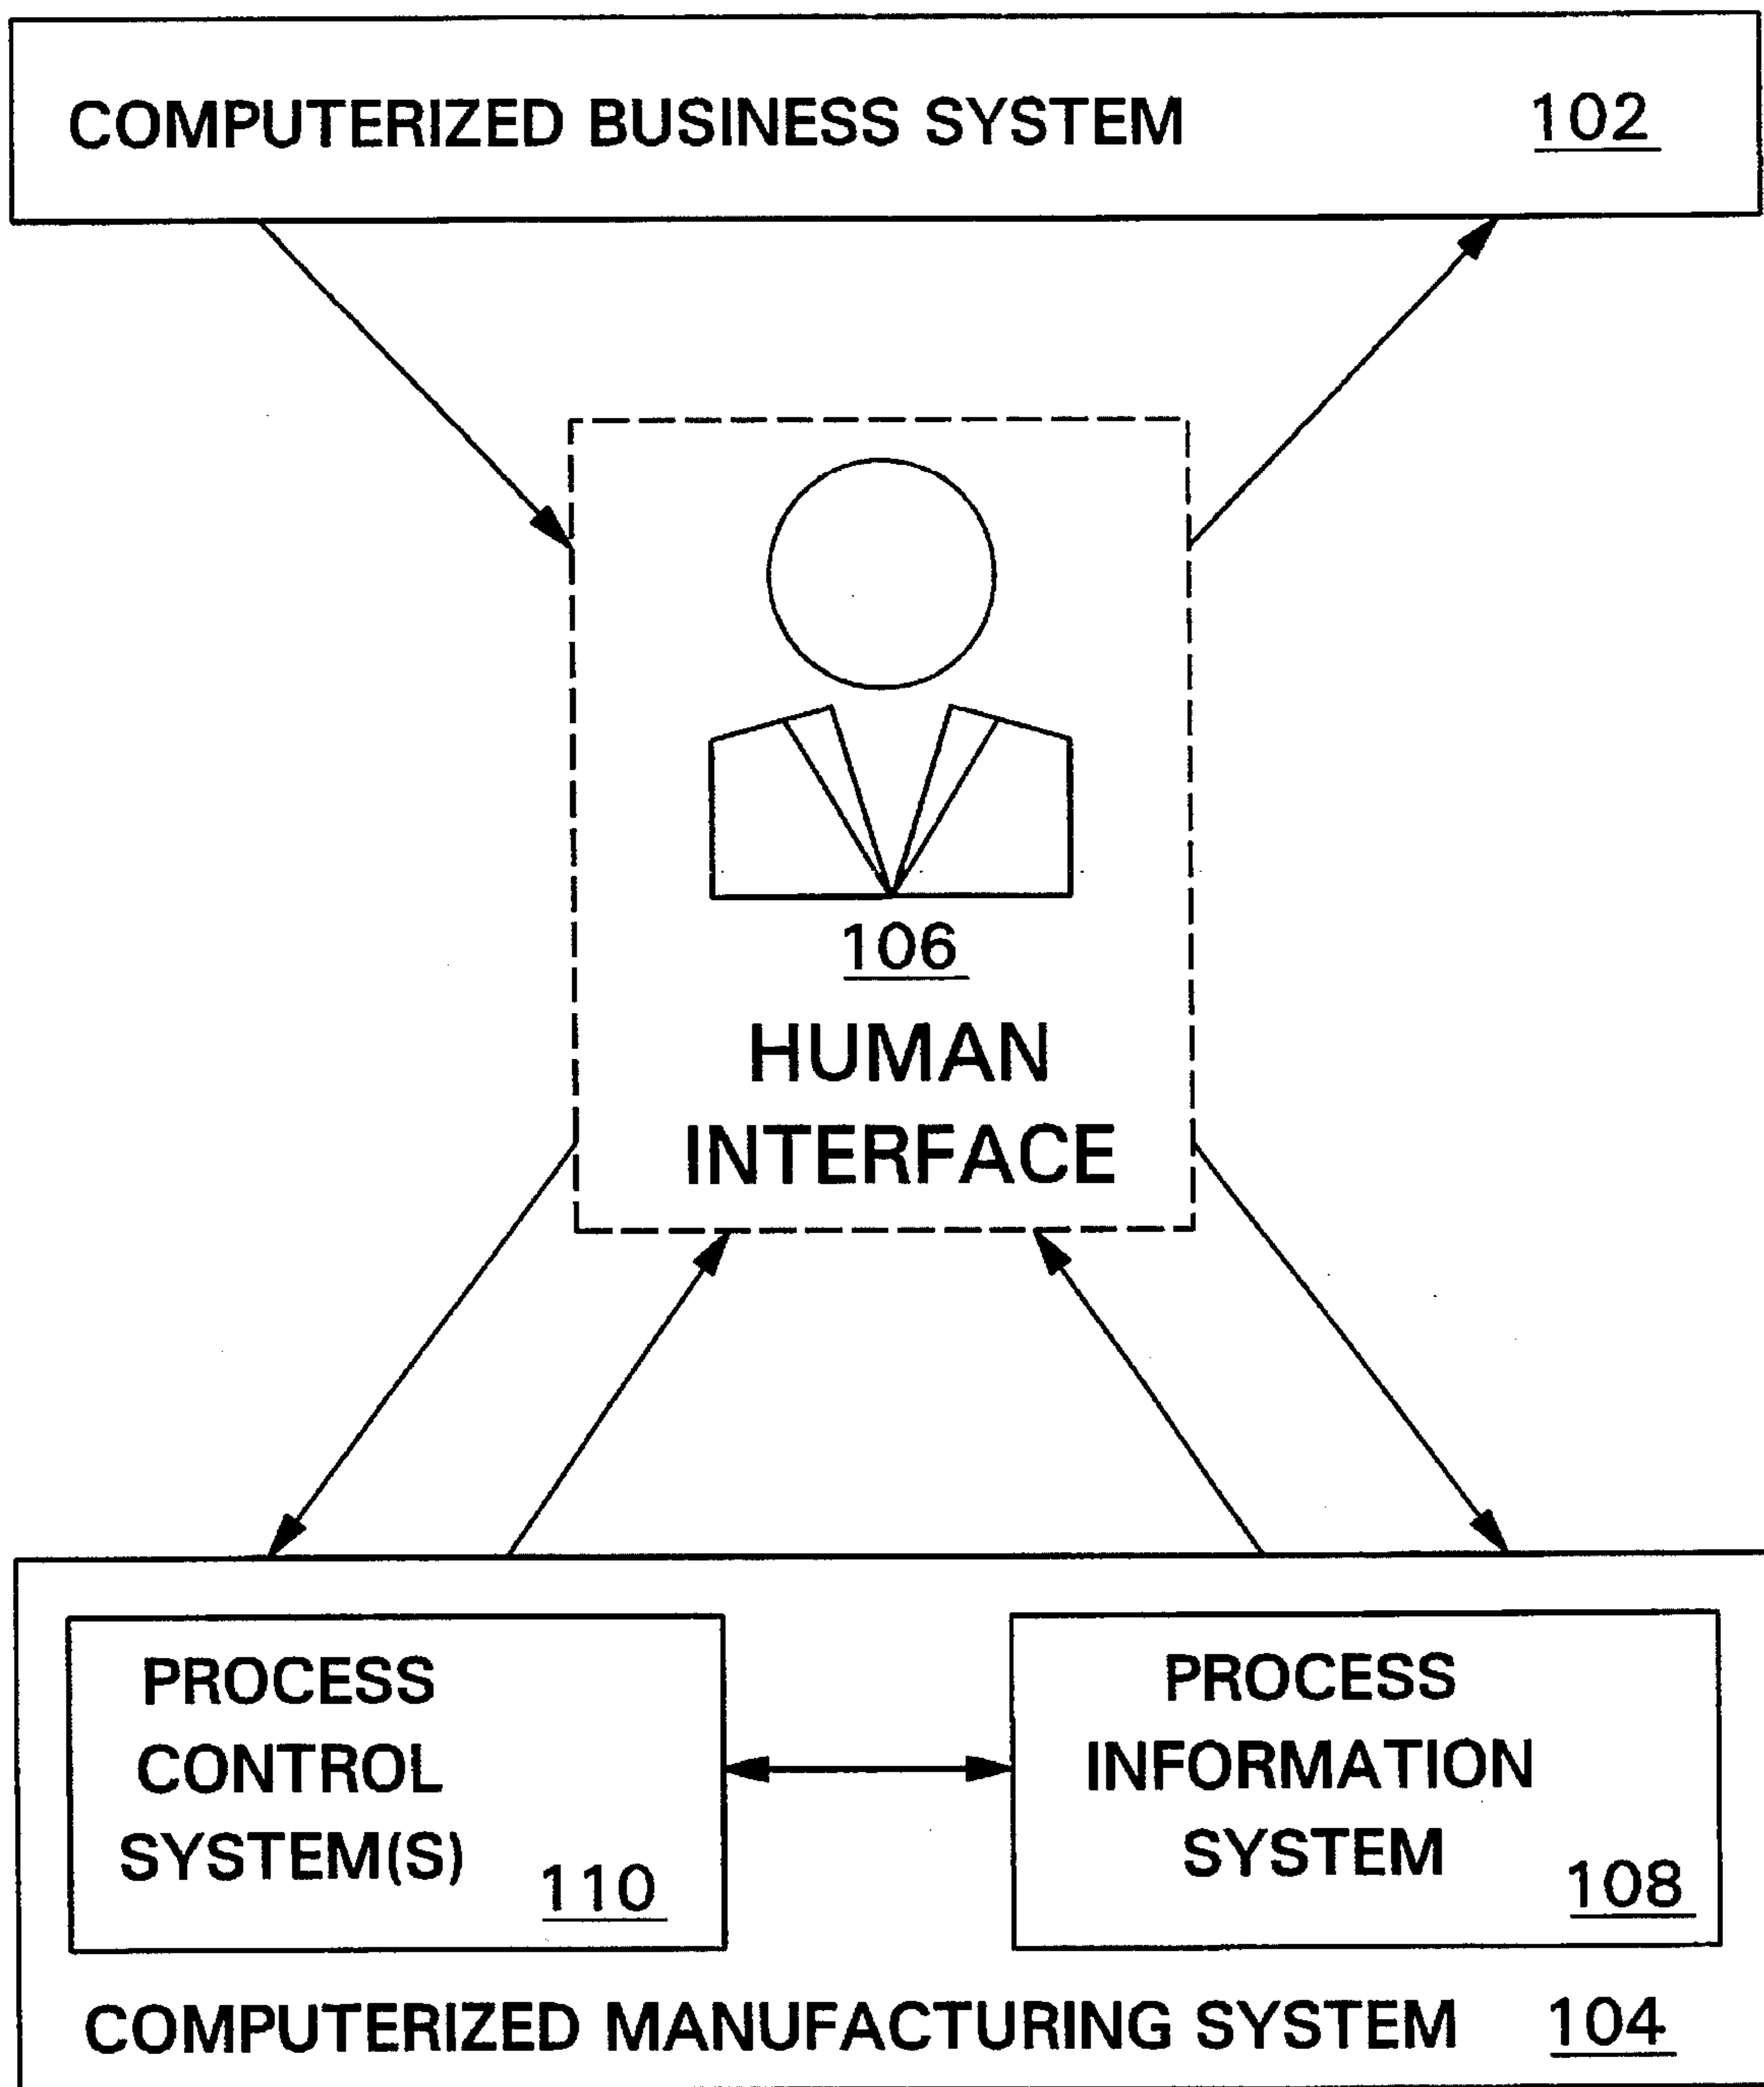 COMPUTERIZED BUSINESS SYSTEM 102
106
HUMAN
INTERFACE
PROCESS
CONTROL
SYSTEM(S) 110
PROCESS
INFORMATION
SYSTEM
108
COMPUTERIZED MANUFACTURING SYSTEM 104